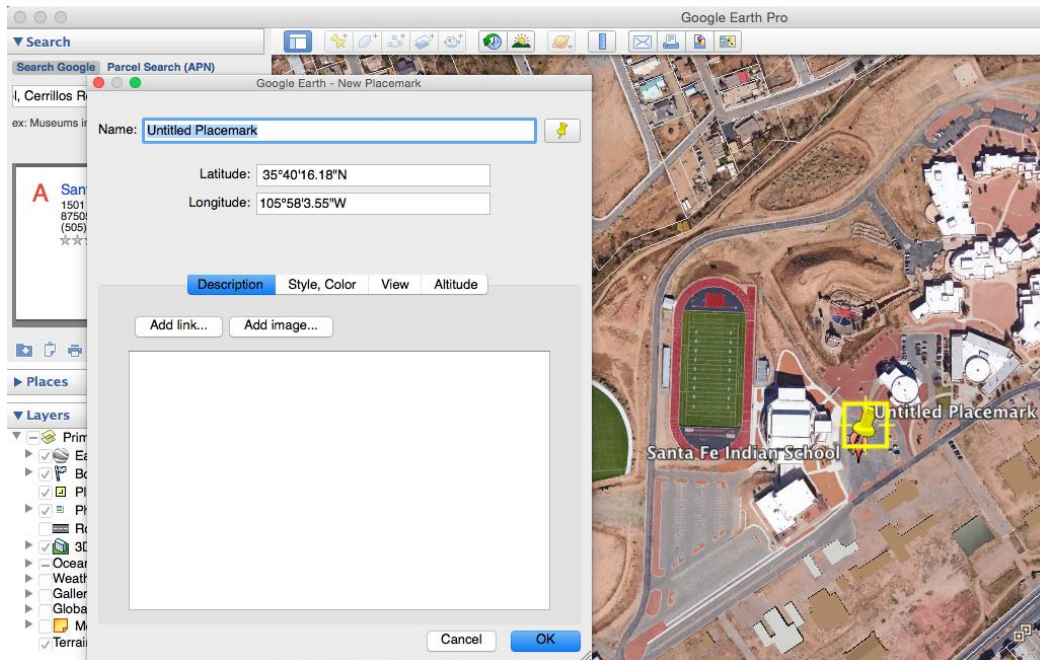 Google Earth Pro
Search
Search Google Parcel Search (APN)
l, Cerrillos R
ex: Museums in
A San
1501
8750
(505)
Places
Layers
Prim
Ea
Bo
Pl
Ph
Ro
3D
Ocean
Weath
Galler
Globa
M
Terrai
Google Earth - New Placemark
Name: Untitled Placemark
Latitude: 35°40'16.18"N
Longitude: 105°58'3.55"W
Description Style, Color View Altitude
Add link... Add image...
Cancel OK
Untitled Placemark
Santa Fe Indian School